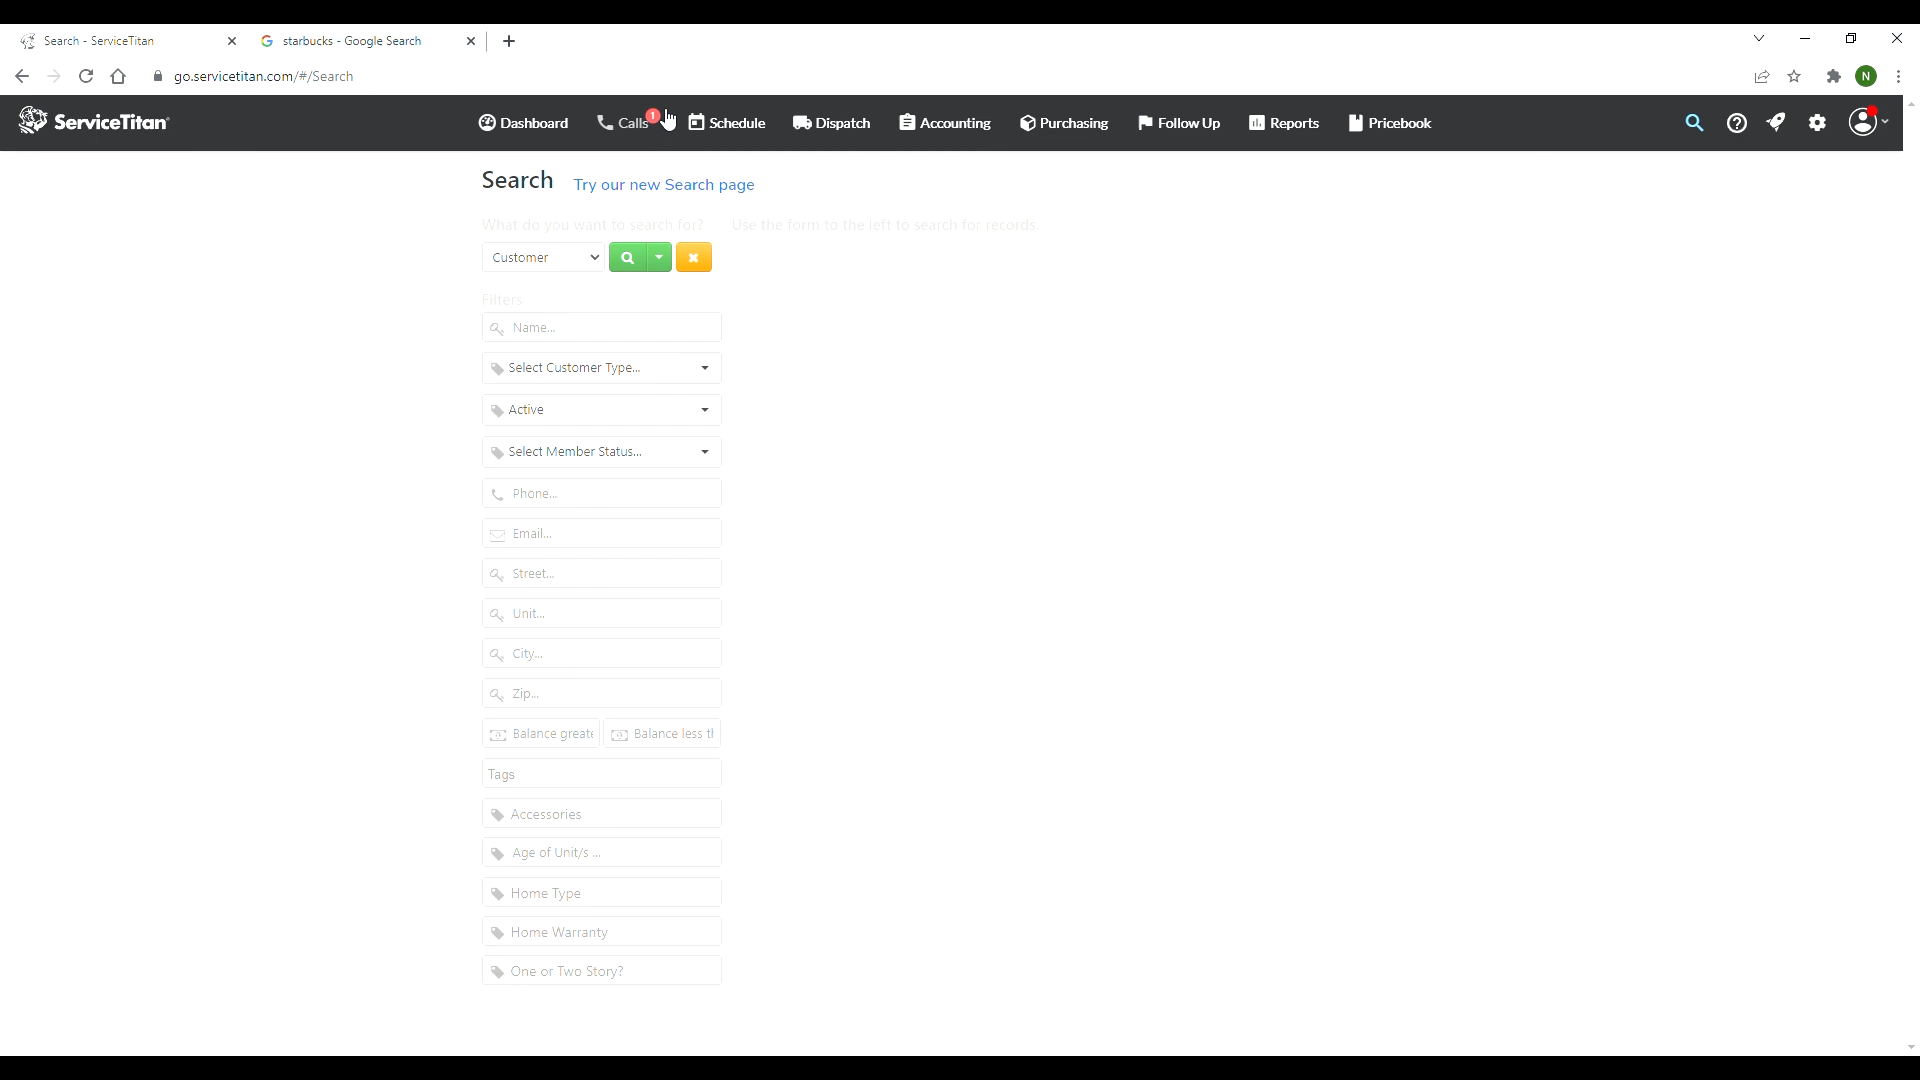 Search - ServiceTitan
starbucks - Google Search
go.servicetitan.com/#/Search
N
ServiceTitan
Dashboard
Calls 1
Schedule
Dispatch
Accounting
Purchasing
Follow Up
Reports
Pricebook
Search Try our new Search page
What do you want to search for?
Use the form to the left to search for records.
Customer
Filters
Name...
Select Customer Type...
Active
Select Member Status...
Phone...
Email...
Street...
Unit...
City...
Zip...
Balance greate
Balance less th
Tags
Accessories
Age of Unit/s ...
Home Type
Home Warranty
One or Two Story?